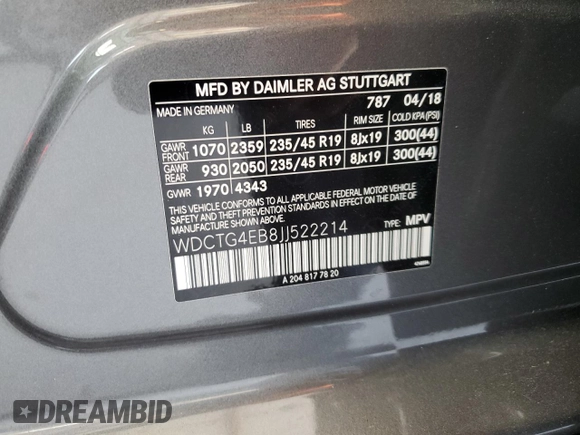 MFD BY DAIMLER AG STUTTGART
MADE IN GERMANY 787 04/18
KG LB TIRES RIM SIZE COLD KPA(PSI)
GAWR FRONT 1070 2359 235/45 R19 8Jx19 300(44)
GAWR REAR 930 2050 235/45 R19 8Jx19 300(44)
GVWR 1970 4343
THIS VEHICLE CONFORMS TO ALL APPLICABLE FEDERAL MOTOR VEHICLE
SAFETY, BUMPER AND THEFT PREVENTION STANDARDS IN EFFECT ON
THE DATE OF MANUFACTURE SHOWN ABOVE.
WDCTG4EB8JJ522214 TYPE: MPV
A 204 817 78 20
DREAMBID